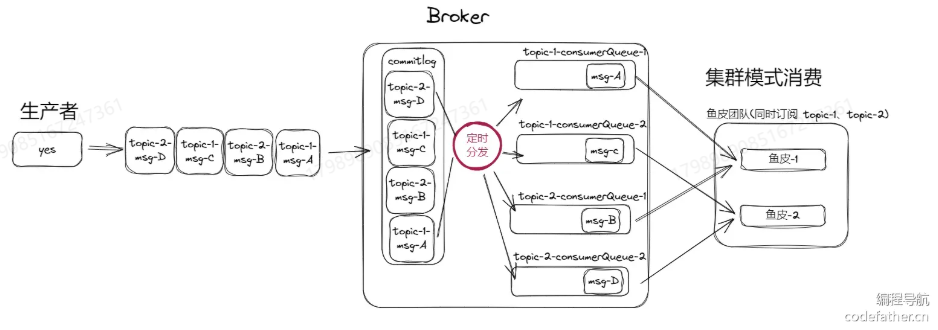 Broker
生产者
yes
topic-2-
msg-D
topic-1-
msg-C
topic-2-
msg-B
topic-1-
msg-A
commitlog
topic-2-
msg-D
topic-1-
msg-C
topic-2-
msg-B
topic-1-
msg-A
定时
分发
topic-1-consumerQueue-1
msg-A
topic-1-consumerQueue-2
msg-c
topic-2-consumerQueue-1
msg-B
topic-2-consumerQueue-2
msg-D
集群模式消费
鱼皮团队(同时订阅 topic-1、topic-2)
鱼皮-1
鱼皮-2
编程导航
codefather.cn